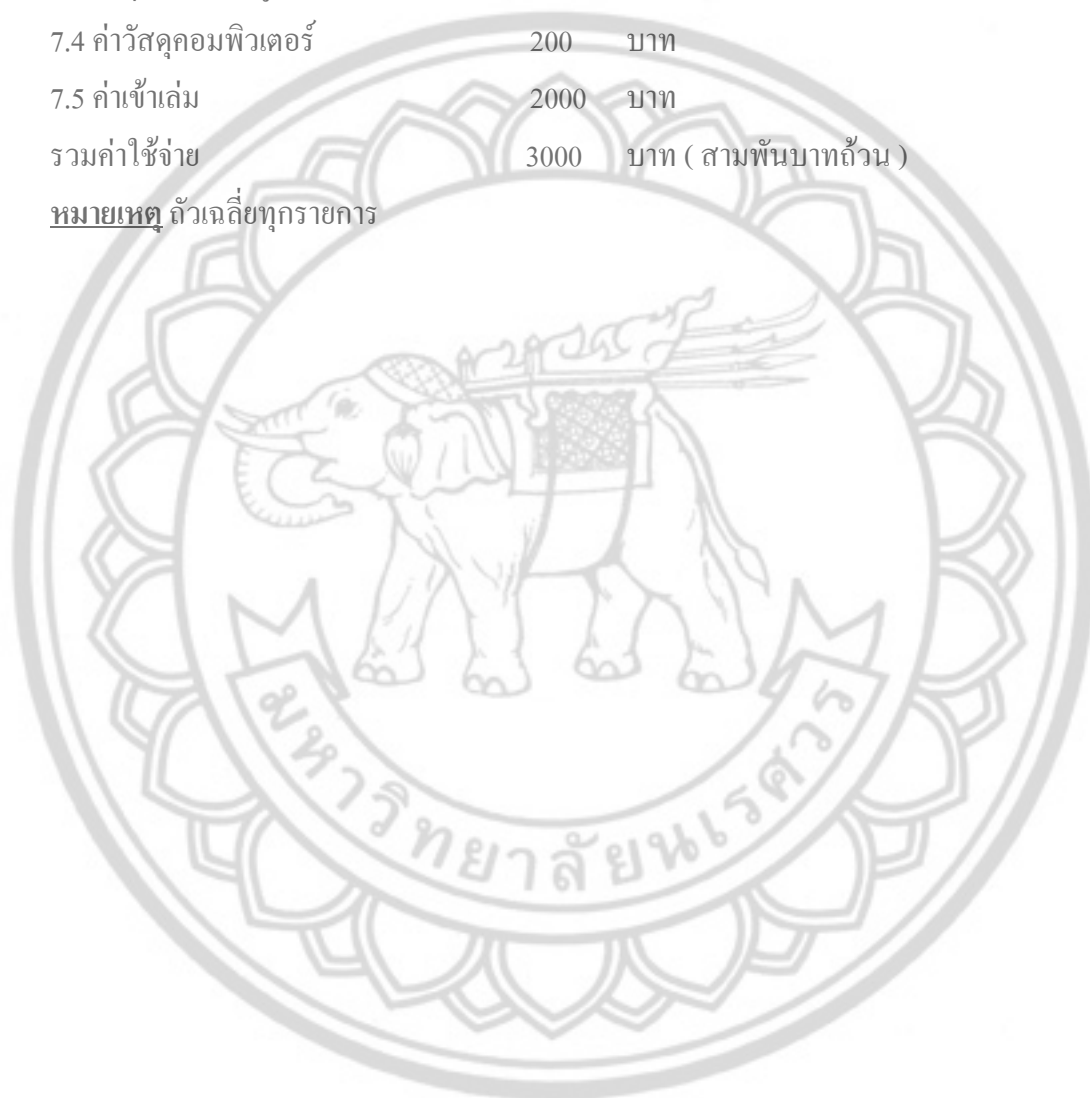 7.4 ค่าวัสดุคอมพิวเตอร์ 200 บาท
7.5 ค่าเข้าเล่ม 2000 บาท
รวมค่าใช้จ่าย 3000 บาท ( สามพันบาทถ้วน )
หมายเหตุ ถัวเฉลี่ยทุกรายการ
มหาวิทยาลัยนเรศวร